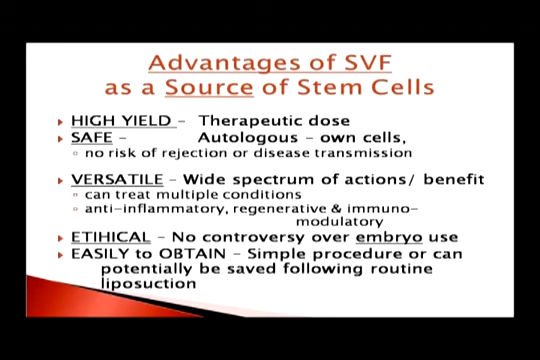 Advantages of SVF
as a Source of Stem Cells
HIGH YIELD – Therapeutic dose
SAFE – Autologous – own cells,
no risk of rejection or disease transmission
VERSATILE – Wide spectrum of actions/ benefit
can treat multiple conditions
anti-inflammatory, regenerative & immuno-
modulatory
ETIHICAL – No controversy over embryo use
EASILY to OBTAIN – Simple procedure or can
potentially be saved following routine
liposuction